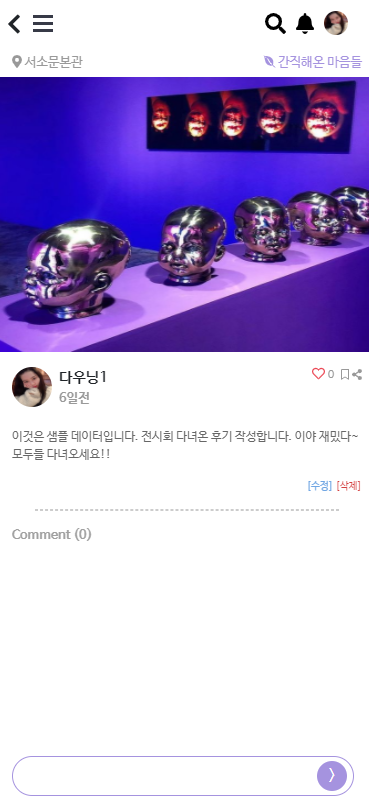 서소문본관
간직해온 마음들
다우닝1
0
6일전
이것은 샘플 데이터입니다. 전시회 다녀온 후기 작성합니다. 이야 재밌다~
모두들 다녀오세요!!
[수정] [삭제]
Comment (0)